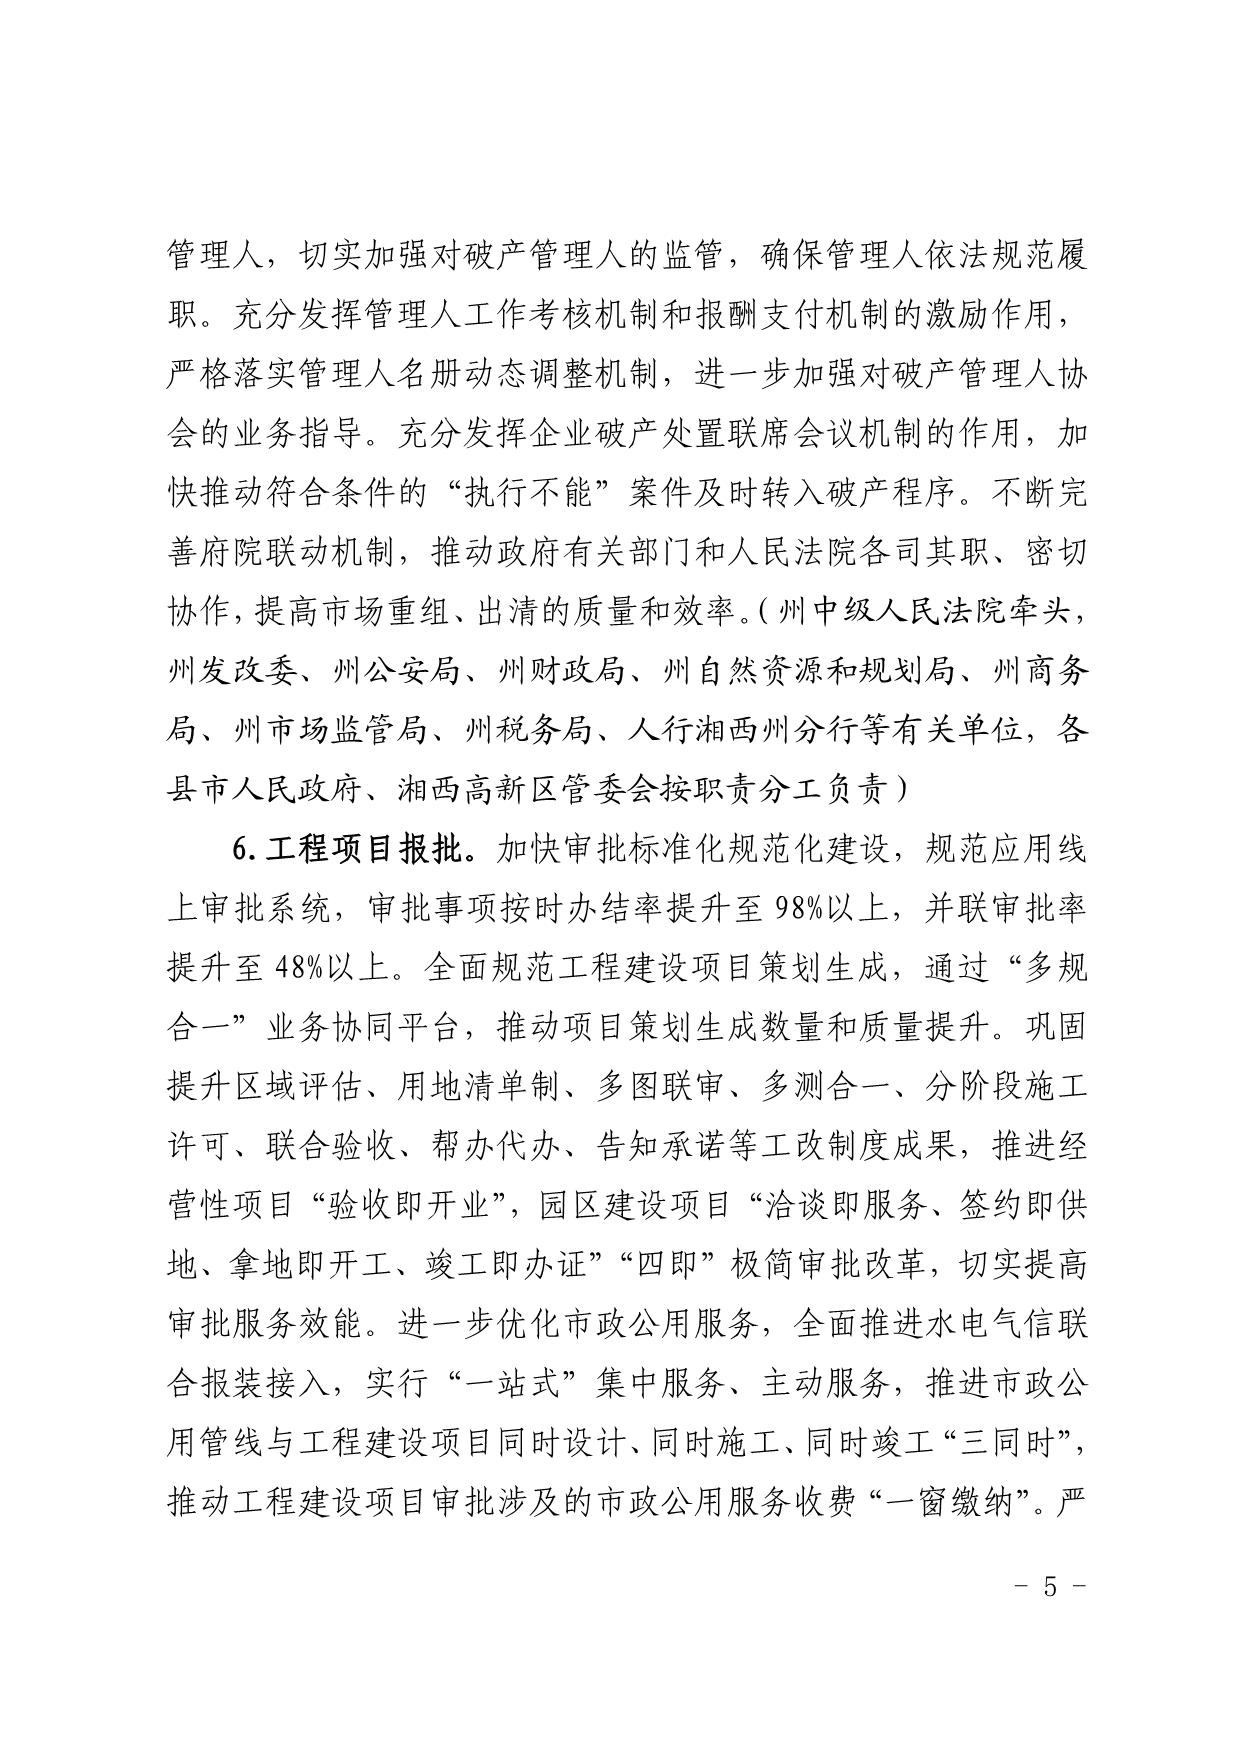 管理人，切实加强对破产管理人的监管，确保管理人依法规范履
职。充分发挥管理人工作考核机制和报酬支付机制的激励作用，
严格落实管理人名册动态调整机制，进一步加强对破产管理人协
会的业务指导。充分发挥企业破产处置联席会议机制的作用，加
快推动符合条件的“执行不能”案件及时转入破产程序。不断完
善府院联动机制，推动政府有关部门和人民法院各司其职、密切
协作，提高市场重组、出清的质量和效率。（州中级人民法院牵头，
州发改委、州公安局、州财政局、州自然资源和规划局、州商务
局、州市场监管局、州税务局、人行湘西州分行等有关单位，各
县市人民政府、湘西高新区管委会按职责分工负责）
6.工程项目报批。加快审批标准化规范化建设，规范应用线
上审批系统，审批事项按时办结率提升至98%以上，并联审批率
提升至48%以上。全面规范工程建设项目策划生成，通过“多规
合一”业务协同平台，推动项目策划生成数量和质量提升。巩固
提升区域评估、用地清单制、多图联审、多测合一、分阶段施工
许可、联合验收、帮办代办、告知承诺等工改制度成果，推进经
营性项目“验收即开业”，园区建设项目“洽谈即服务、签约即供
地、拿地即开工、竣工即办证”“四即”极简审批改革，切实提高
审批服务效能。进一步优化市政公用服务，全面推进水电气信联
合报装接入，实行“一站式”集中服务、主动服务，推进市政公
用管线与工程建设项目同时设计、同时施工、同时竣工“三同时”，
推动工程建设项目审批涉及的市政公用服务收费“一窗缴纳”。严
- 5 -